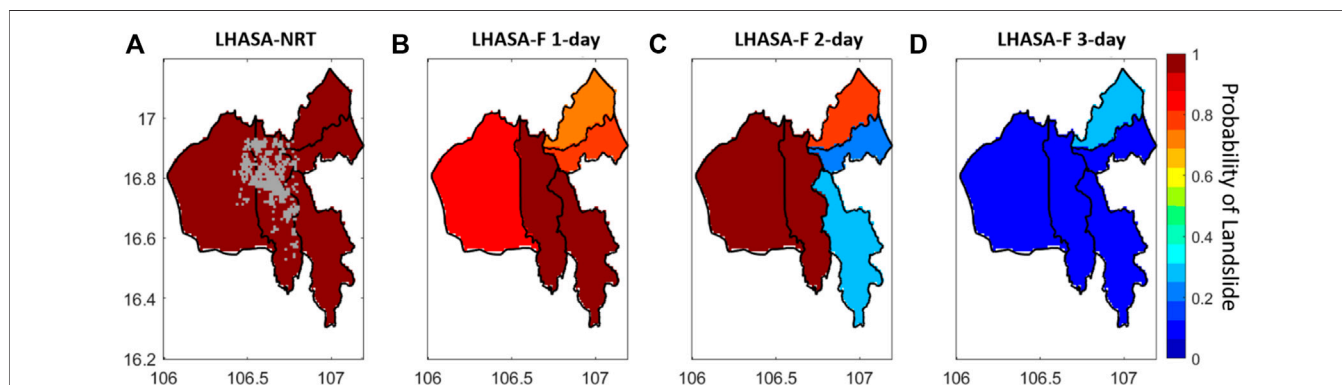 A LHASA-NRT
B LHASA-F 1-day
C LHASA-F 2-day
D LHASA-F 3-day
17
16.8
16.6
16.4
16.2
106 106.5 107
106 106.5 107
106 106.5 107
106 106.5 107
1
0.8
0.6
0.4
0.2
0
Probability of Landslide